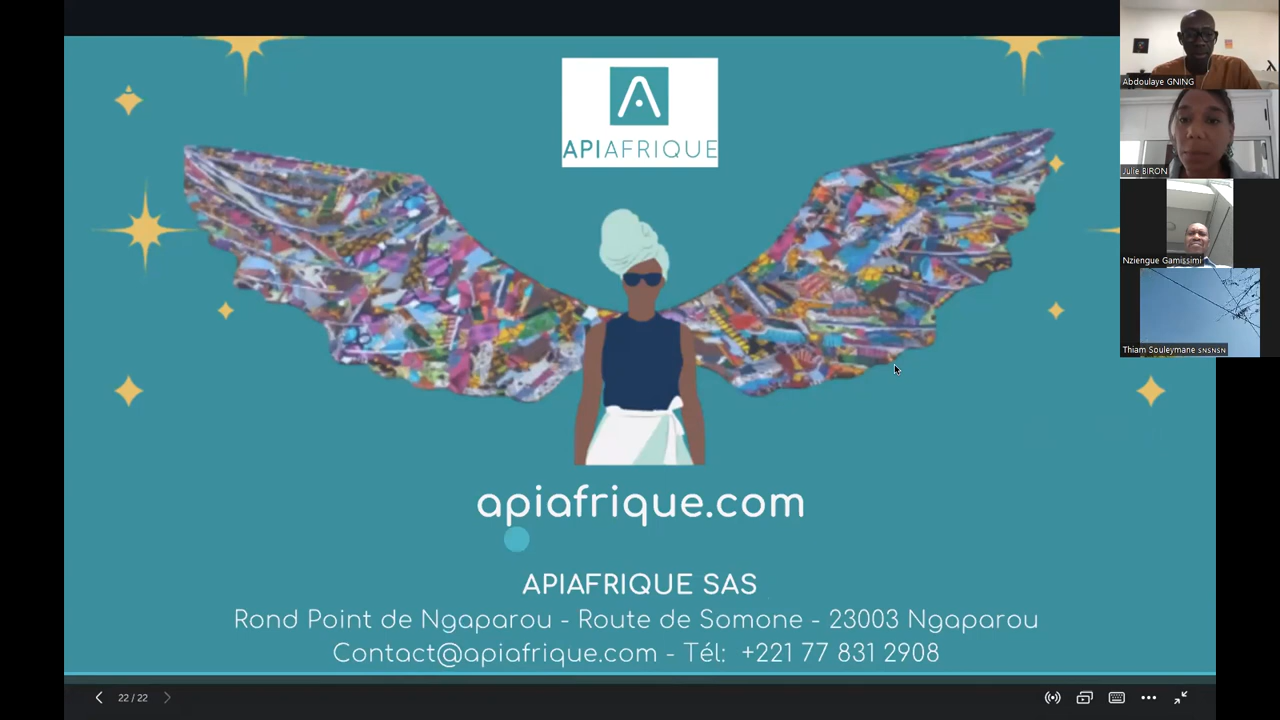 APIAFRIQUE
apiafrique.com
APIAFRIQUE SAS
Rond Point de Ngaparou - Route de Somone - 23003 Ngaparou
Contact@apiafrique.com - Tél: +221 77 831 2908
22 / 22
Abdoulaye GNING
Julie BIRON
Nziengue Gamissimi
Thiam Souleymane SNSNSN